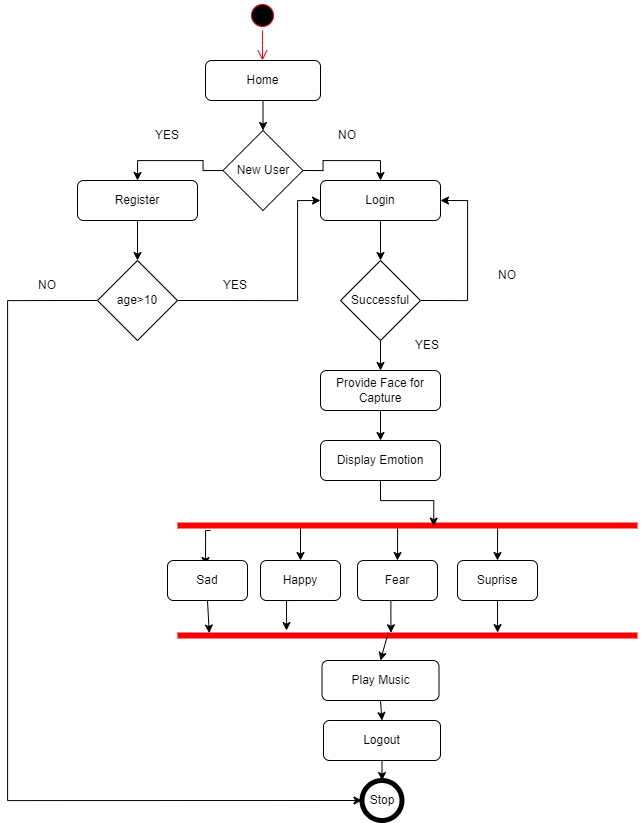 Home
YES
NO
New User
Register
Login
NO
age>10
YES
Successful
NO
YES
Provide Face for
Capture
Display Emotion
Sad
Happy
Fear
Suprise
Play Music
Logout
Stop